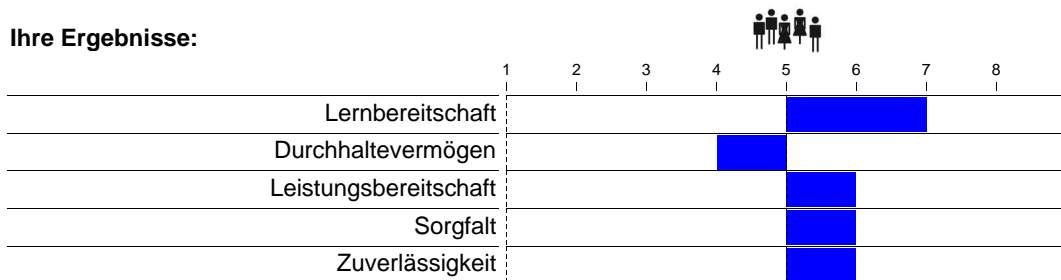 Ihre Ergebnisse:
1 2 3 4 5 6 7 8
Lernbereitschaft
Durchhaltevermögen
Leistungsbereitschaft
Sorgfalt
Zuverlässigkeit